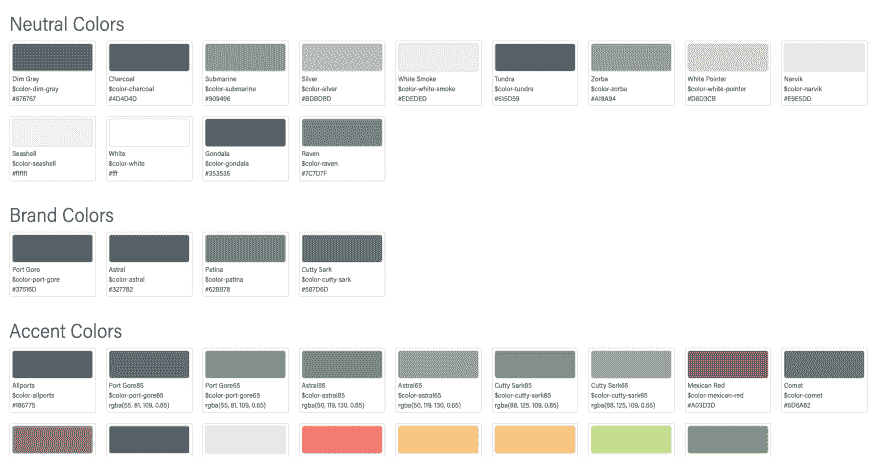 Neutral Colors
Dim Gray
$color-dim-gray
#676767
Charcoal
$color-charcoal
#4D4D4D
Submarine
$color-submarine
#909496
Silver
$color-silver
#BDBDBD
White Smoke
$color-white-smoke
#EDEDED
Tundra
$color-tundra
#615D59
Zorba
$color-zorba
#A19A94
White Pointer
$color-white-pointer
#D8D3CB
Narvik
$color-narvik
#E9E5DD
Seashell
$color-seashell
#f1f1f1
White
$color-white
#fff
Gondala
$color-gondala
#353535
Raven
$color-raven
#7C7D7F
Brand Colors
Port Gore
$color-port-gore
#37516D
Astral
$color-astral
#327782
Patina
$color-patina
#628B78
Cutty Sark
$color-cutty-sark
#587D6D
Accent Colors
Allports
$color-allports
#186775
Port Gore85
$color-port-gore85
rgba(55, 81, 109, 0.85)
Port Gore65
$color-port-gore65
rgba(55, 81, 109, 0.65)
Astral85
$color-astral85
rgba(50, 119, 130, 0.85)
Astral65
$color-astral65
rgba(50, 119, 130, 0.65)
Cutty Sark85
$color-cutty-sark85
rgba(88, 125, 109, 0.85)
Cutty Sark65
$color-cutty-sark65
rgba(88, 125, 109, 0.65)
Mexican Red
$color-mexican-red
#A03D3D
Comet
$color-comet
#5D6A82